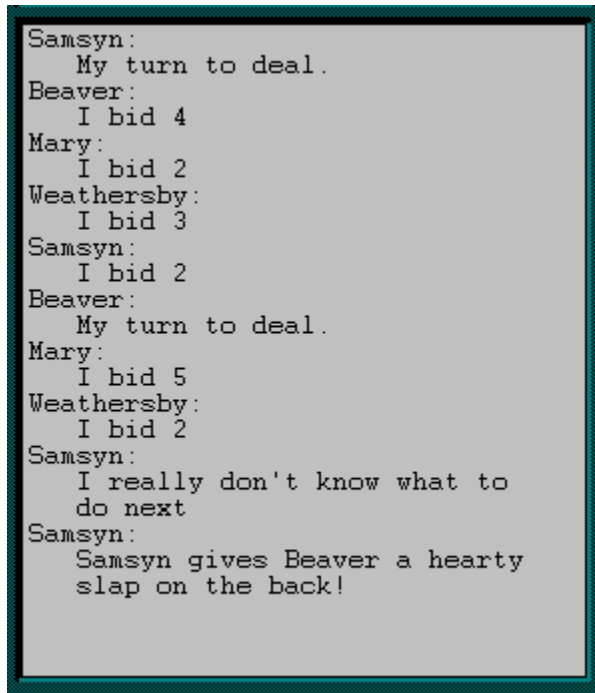 Samsyn:
My turn to deal.
Beaver:
I bid 4
Mary:
I bid 2
Weathersby:
I bid 3
Samsyn:
I bid 2
Beaver:
My turn to deal.
Mary:
I bid 5
Weathersby:
I bid 2
Samsyn:
I really don't know what to
do next
Samsyn:
Samsyn gives Beaver a hearty
slap on the back!